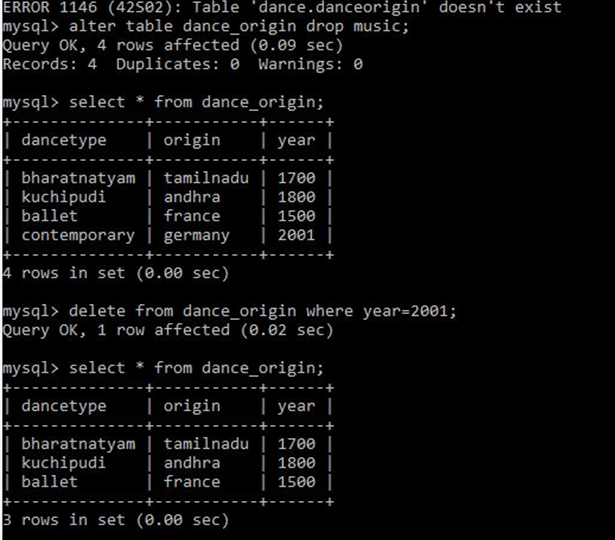 ERROR 1146 (42S02): Table 'dance.danceorigin' doesn't exist
mysql> alter table dance_origin drop music;
Query OK, 4 rows affected (0.09 sec)
Records: 4  Duplicates: 0  Warnings: 0

mysql> select * from dance_origin;
+--------------+-----------+------+
| dancetype    | origin    | year |
+--------------+-----------+------+
| bharatnatyam | tamilnadu | 1700 |
| kuchipudi    | andhra    | 1800 |
| ballet       | france    | 1500 |
| contemporary | germany   | 2001 |
+--------------+-----------+------+
4 rows in set (0.00 sec)

mysql> delete from dance_origin where year=2001;
Query OK, 1 row affected (0.02 sec)

mysql> select * from dance_origin;
+--------------+-----------+------+
| dancetype    | origin    | year |
+--------------+-----------+------+
| bharatnatyam | tamilnadu | 1700 |
| kuchipudi    | andhra    | 1800 |
| ballet       | france    | 1500 |
+--------------+-----------+------+
3 rows in set (0.00 sec)